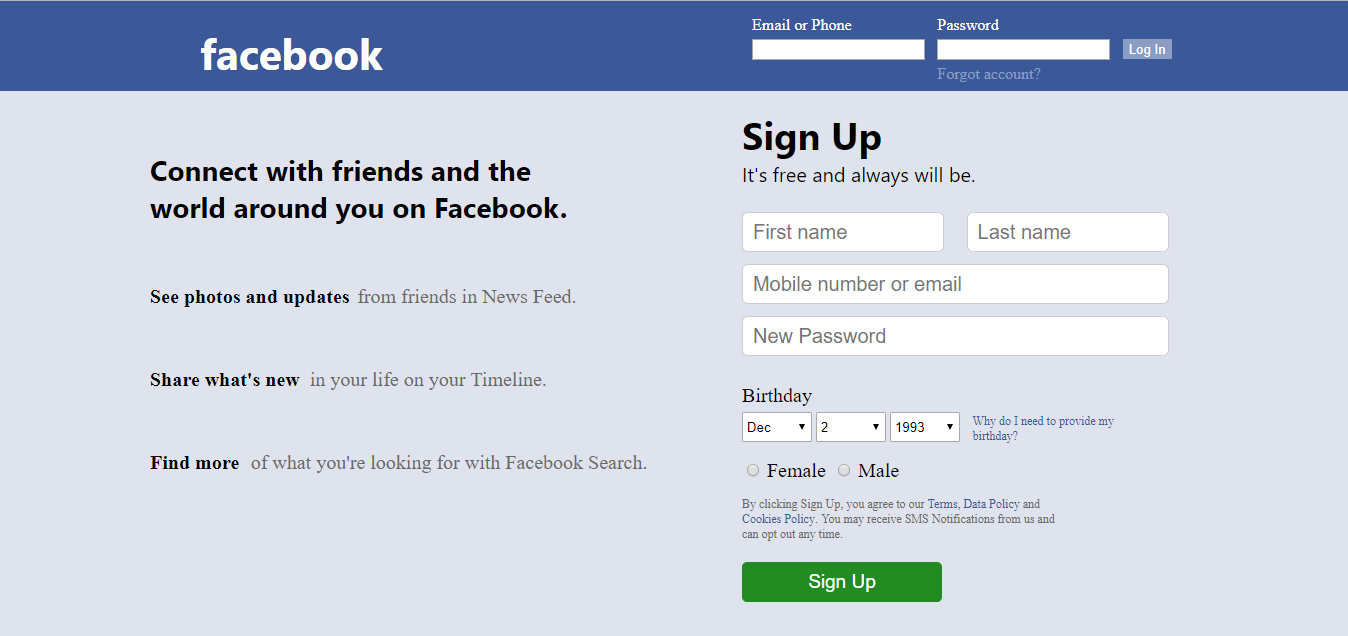 facebook
Email or Phone
Password
Log In
Forgot account?
Connect with friends and the
world around you on Facebook.
See photos and updates from friends in News Feed.
Share what's new in your life on your Timeline.
Find more of what you're looking for with Facebook Search.
Sign Up
It's free and always will be.
First name
Last name
Mobile number or email
New Password
Birthday
Dec
2
1993
Why do I need to provide my
birthday?
Female
Male
By clicking Sign Up, you agree to our Terms, Data Policy and
Cookies Policy. You may receive SMS Notifications from us and
can opt out any time.
Sign Up